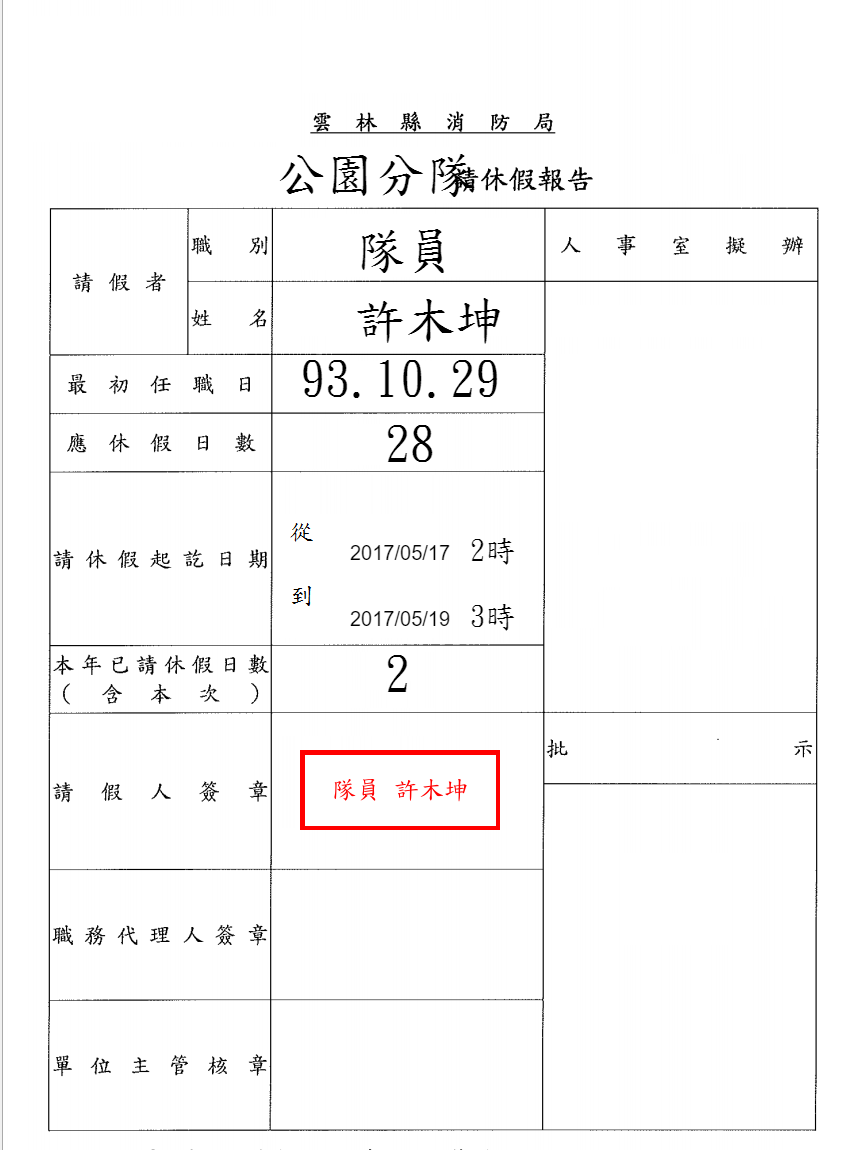 雲林縣消防局
公園分隊請休假報告
請假者
職別
隊員
人事室擬辦
姓名
許木坤
最初任職日
93.10.29
應休假日數
28
請休假起訖日期
從
2017/05/17 2時
到
2017/05/19 3時
本年已請休假日數
(含本次)
2
批示
請假人簽章
隊員 許木坤
職務代理人簽章
單位主管核章